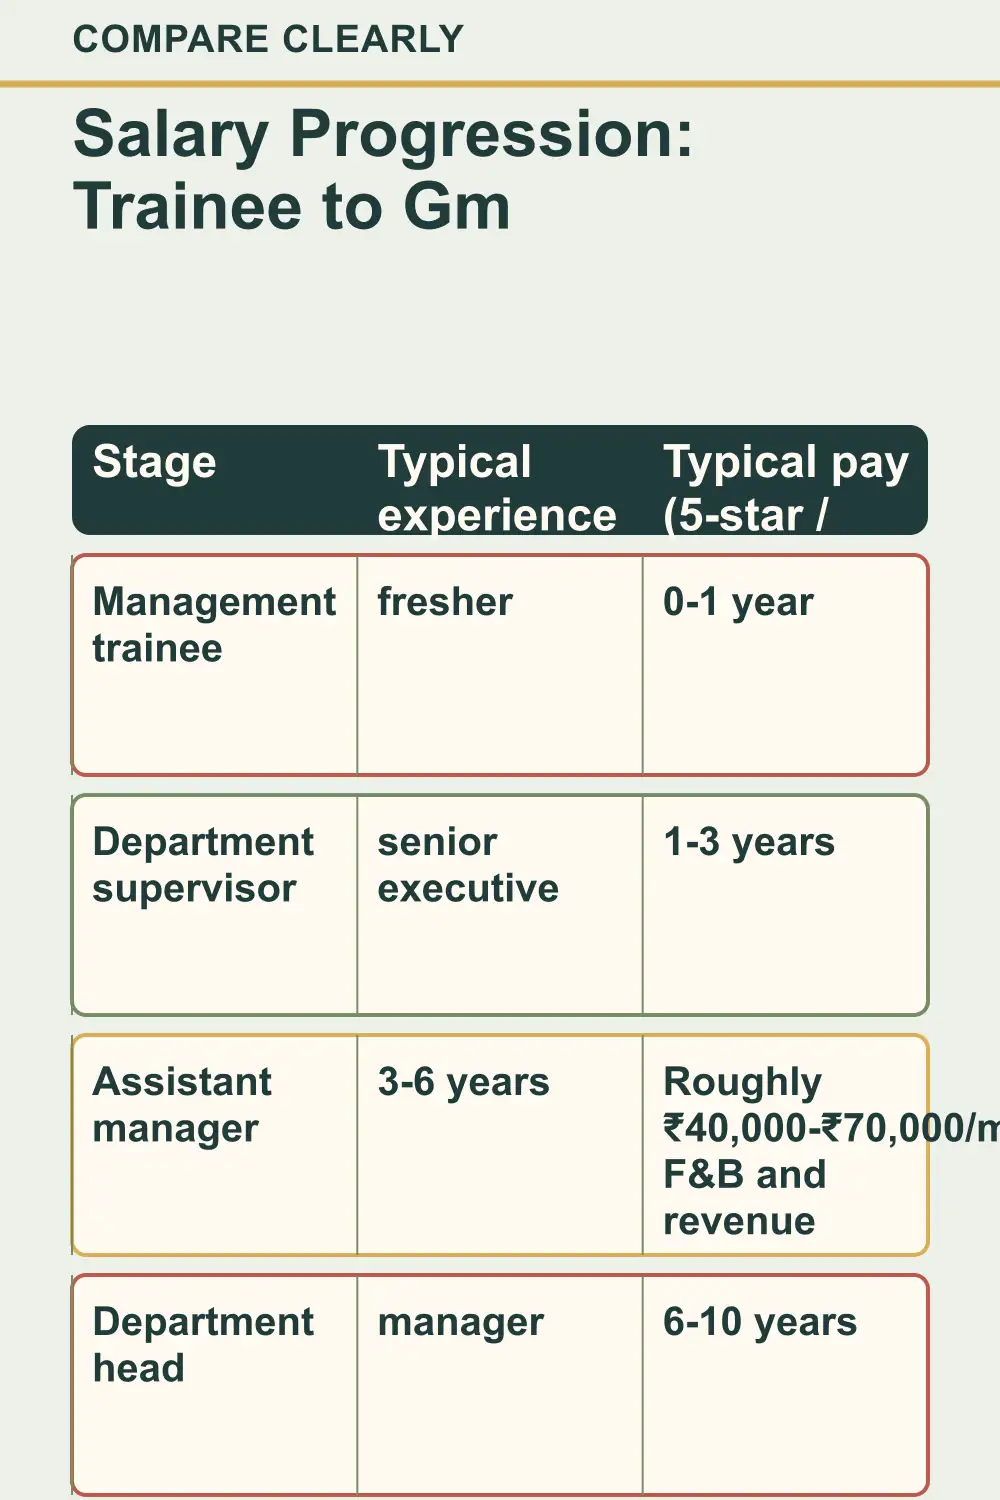 COMPARE CLEARLY
Salary Progression:
Trainee to Gm
Stage
Typical
experience
Typical pay
(5-star /
Management
trainee
fresher
0-1 year
Department
supervisor
senior
executive
1-3 years
Assistant
manager
3-6 years
Roughly
₹40,000-₹70,000/m
F&B and
revenue
Department
head
manager
6-10 years